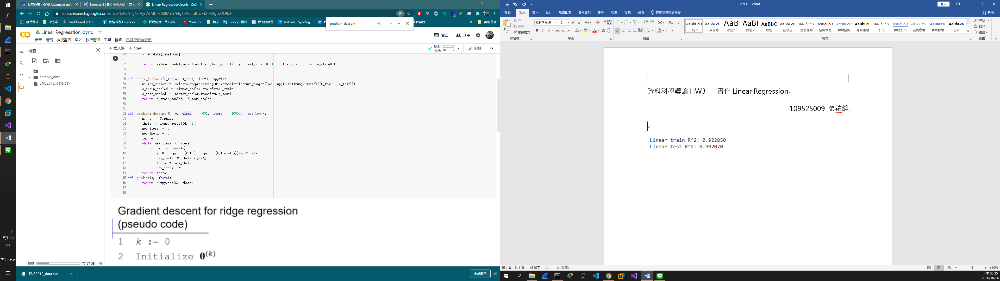 提交作業 : HW6 Advanced unit
Exercise 3 | 國立中央大學「新 e
Linear Regresstion.ipynb - Cola
colab.research.google.com/drive/1ztScYLljKafAyrWrMh7EJ68MYb7i4g1a#scrollTo=bhkWgiwUO9zF
應用程式
李宏毅
Dashboard | Data...
歡迎來到 Faceboo...
課程討論 - 用 Pyth...
YouTube
論文
Google 翻譯
伊莉討論區
NWLab - Synolog...
其他書籤
gradient_descent 1/4
Linear Regresstion.ipynb
檔案 編輯 檢視畫面 插入 執行階段 工具 說明 已儲存所有變更
留言 共用
檔案
+ 程式碼 + 文字
RAM
磁碟
編輯
..
sample_data
ENB2012_data.csv
20 y = data[label_col]
21
22 return sklearn.model_selection.train_test_split(X, y, test_size = 1 - train_ratio, random_state=0)
23
24
25 def scale_features(X_train, X_test, low=0, upp=1):
26 minmax_scaler = sklearn.preprocessing.MinMaxScaler(feature_range=(low, upp)).fit(numpy.vstack((X_train, X_test)))
27 X_train_scaled = minmax_scaler.transform(X_train)
28 X_test_scaled = minmax_scaler.transform(X_test)
29 return X_train_scaled, X_test_scaled
30
31
32 def gradient_descent(X, y, alpha = .001, iters = 100000, eps=1e-4):
33 n, d = X.shape
34 theta = numpy.zeros((d, 1))
35 new_iters = 0
36 new_theta = 0
37 tmp = 0
38 while new_iters < iters:
39 for i in range(n):
40 g = numpy.dot(X.T,( numpy.dot(X,theta)-y))+eps*theta
41 new_theta = theta-alpha*g
42 theta = new_theta
43 new_iters += 1
44 return theta
45 def predict(X, theta):
46 return numpy.dot(X, theta)
47
48
Gradient descent for ridge regression
(pseudo code)
1 k := 0
2 Initialize θ(k)
磁碟 77.67 GB 可用
ENB2012_data.csv
全部顯示
中
下午 05:35
文件1 - Word
登入
檔案 常用 插入 設計 版面配置 參考資料 郵件 校閱 檢視 說明 告訴我您想做什麼
共用
貼上
剪下
複製
複製格式
剪貼簿
微軟正黑體 12
字型
段落
AaBbCcD AaBbCcD AaB AaBl AaBbC AaBbCcD AaBbCcD AaBbCcD AaBbCcD AaBbCcD AaBbCcD AaBbCcD AaBbCcD AaBbCcD AaBbCcD
內文 無間距 標題 1 標題 2 標題 副標題 區別強調 強調斜體 鮮明強調 強調粗體 引文 鮮明引文 區別參考 鮮明參考 書名
樣式
尋找
取代
選取
編輯
資料科學導論 HW3 實作 Linear Regression
109525009 張祐綸
Linear train R^2: 0.922850
Linear test R^2: 0.902070
第 1 頁，共 1 頁 15 個字 中文 (台灣)
140%
下午 05:35
2020/10/26